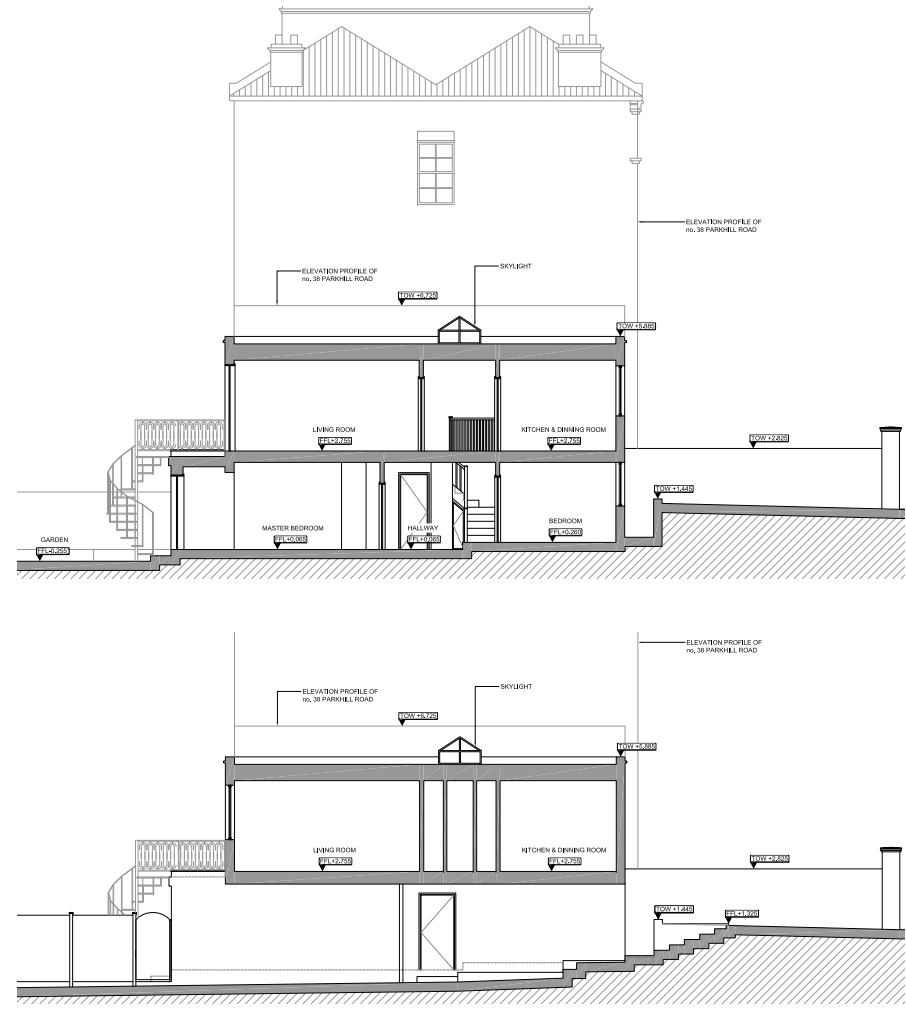 ELEVATION PROFILE OF
no. 38 PARKHILL ROAD
ELEVATION PROFILE OF
no. 38 PARKHILL ROAD
SKYLIGHT
TOW +6.725
TOW +5.885
LIVING ROOM
FFL+2.755
KITCHEN & DINNING ROOM
FFL+2.755
TOW +2.825
TOW +1.445
MASTER BEDROOM
FFL+0.065
HALLWAY
FFL+0.065
BEDROOM
FFL+0.260
GARDEN
FFL-0.255
ELEVATION PROFILE OF
no. 38 PARKHILL ROAD
ELEVATION PROFILE OF
no. 38 PARKHILL ROAD
SKYLIGHT
TOW +6.725
TOW +5.885
LIVING ROOM
FFL+2.755
KITCHEN & DINNING ROOM
FFL+2.755
TOW +2.825
TOW +1.445
FFL+1.325